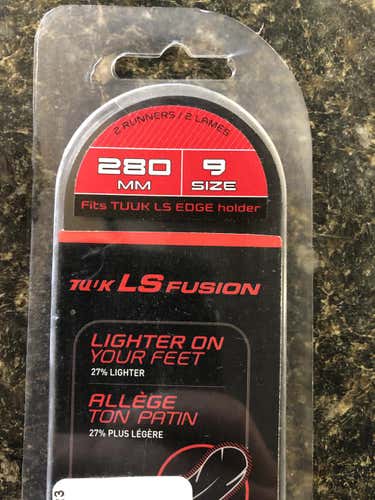 2 RUNNERS / 2 LAMES
280 MM
9 SIZE
Fits TUUK LS EDGE holder
TUUK LS FUSION
LIGHTER ON
YOUR FEET
27% LIGHTER
ALLÈGE
TON PATIN
27% PLUS LÉGÈRE